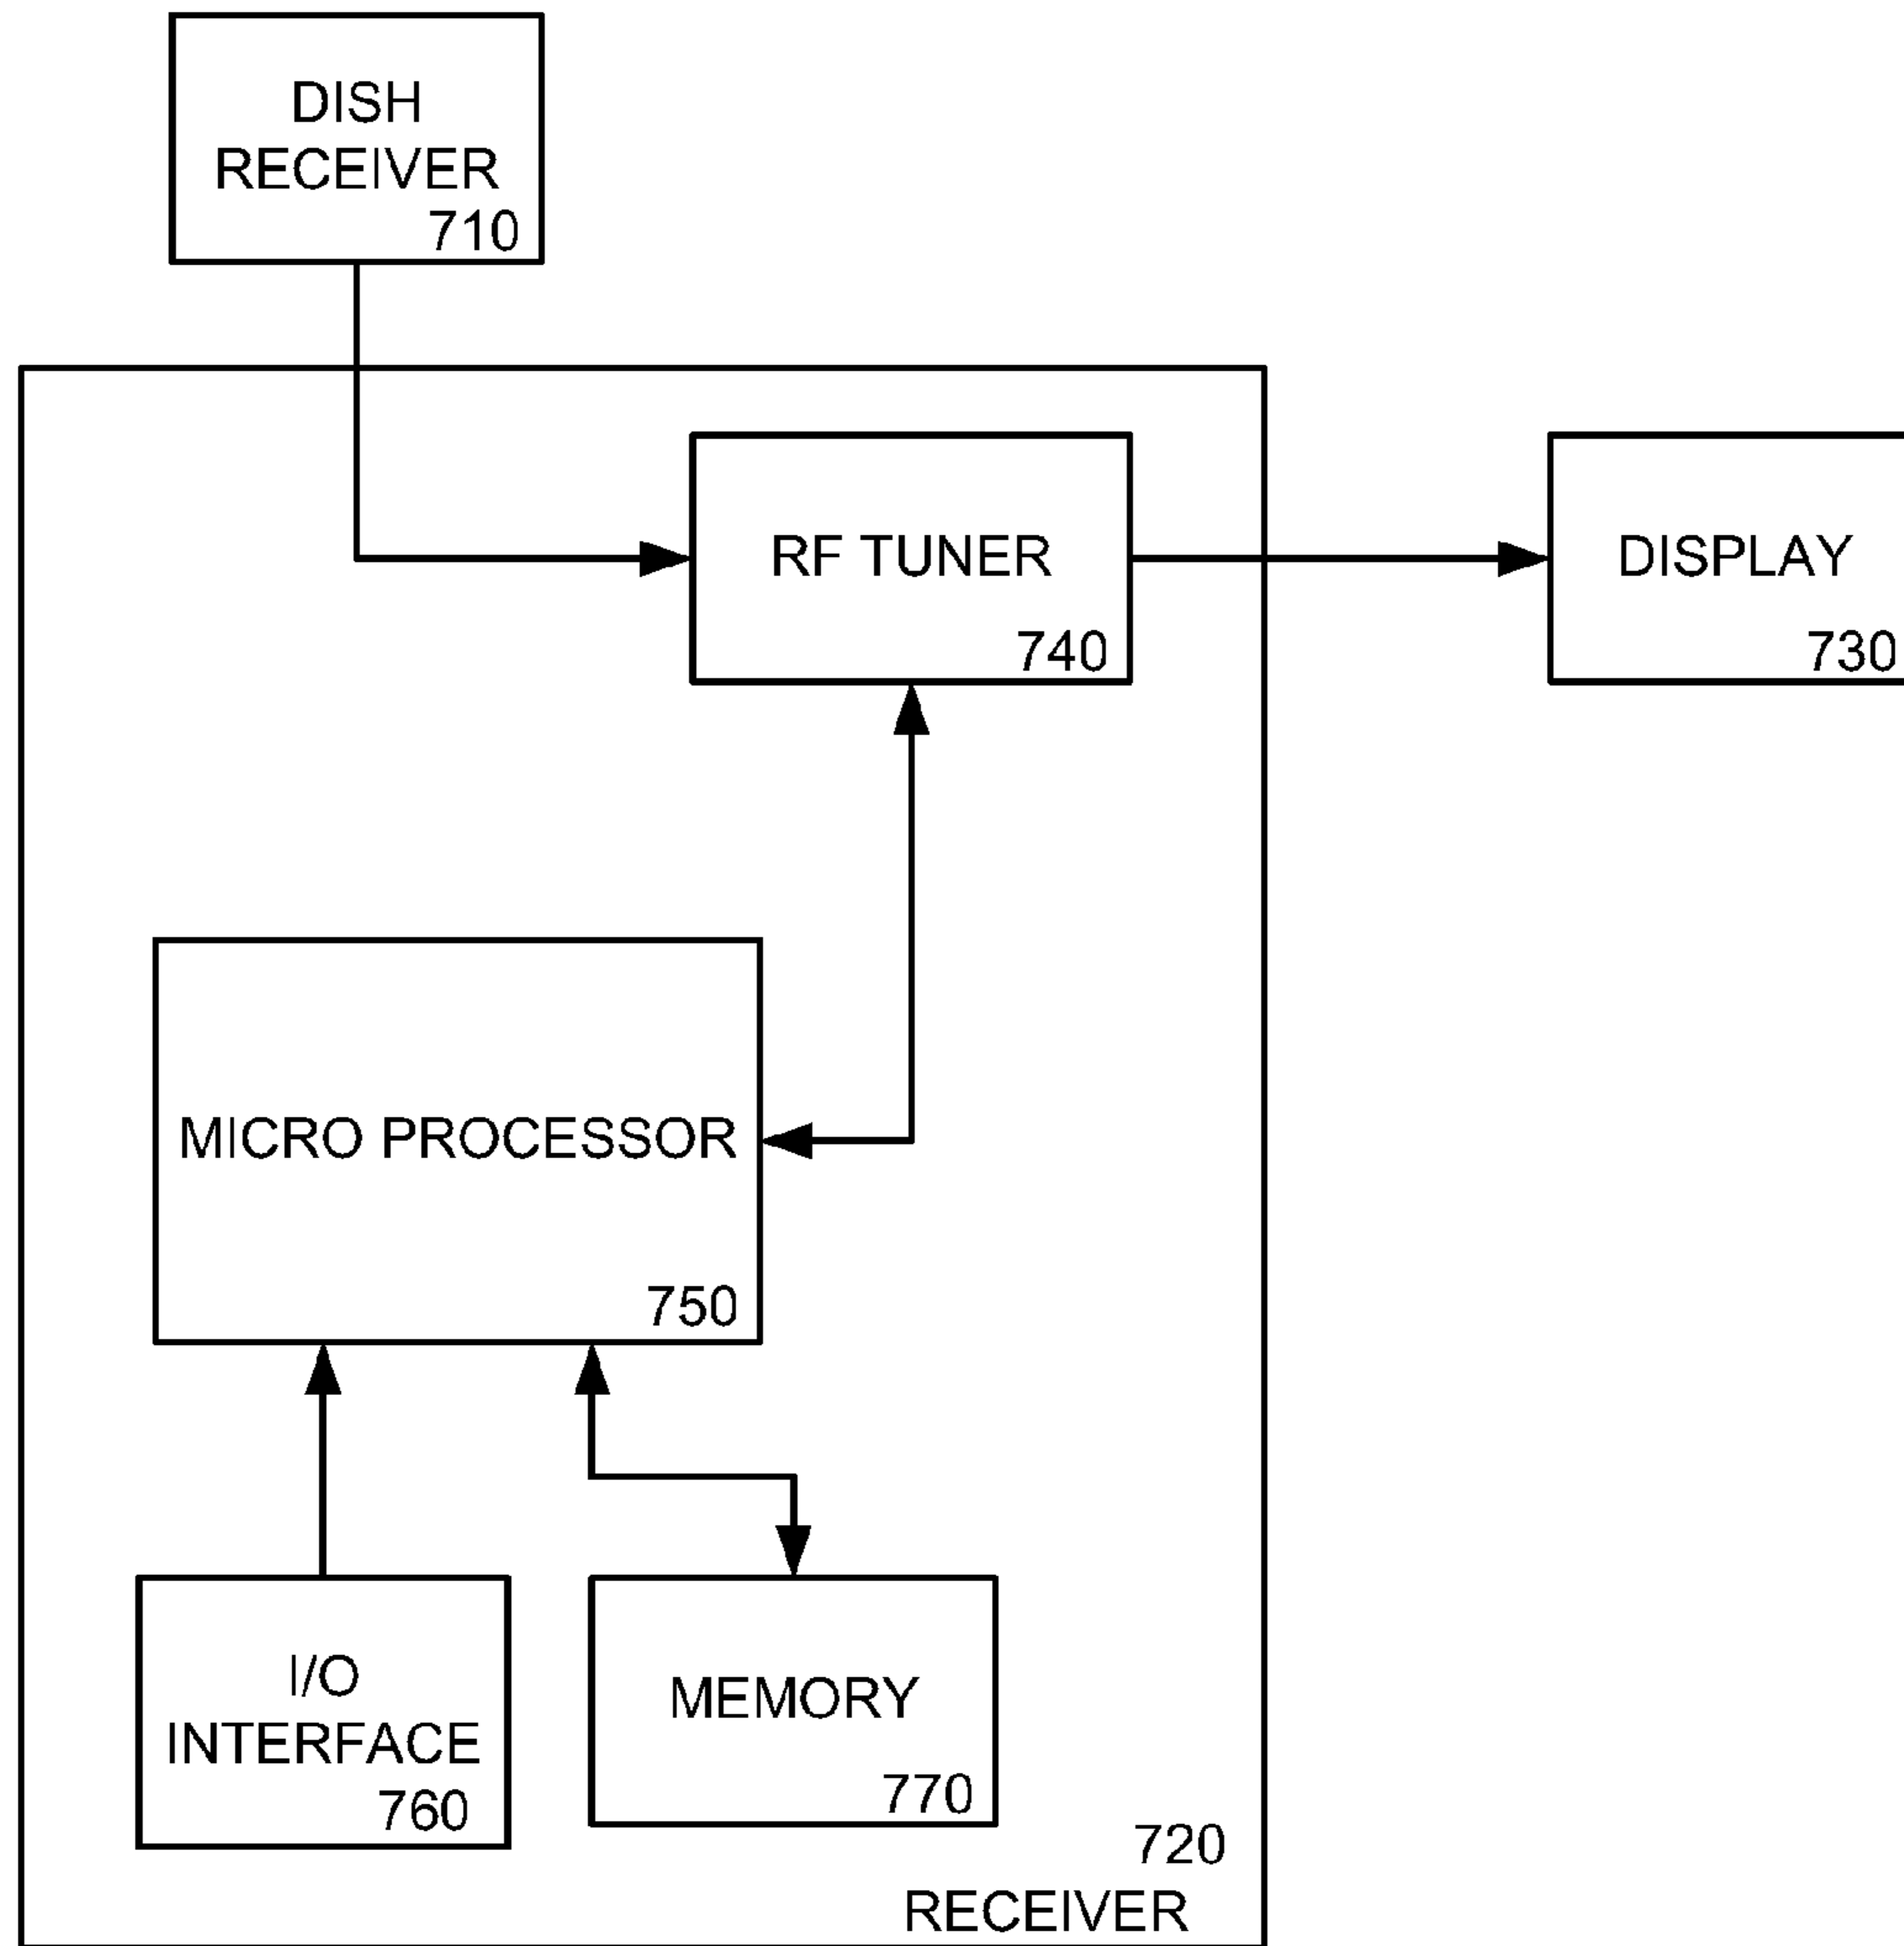 DISH
RECEIVER
710
RF TUNER
740
DISPLAY
730
MICRO PROCESSOR
750
I/O
INTERFACE
760
MEMORY
770
720
RECEIVER